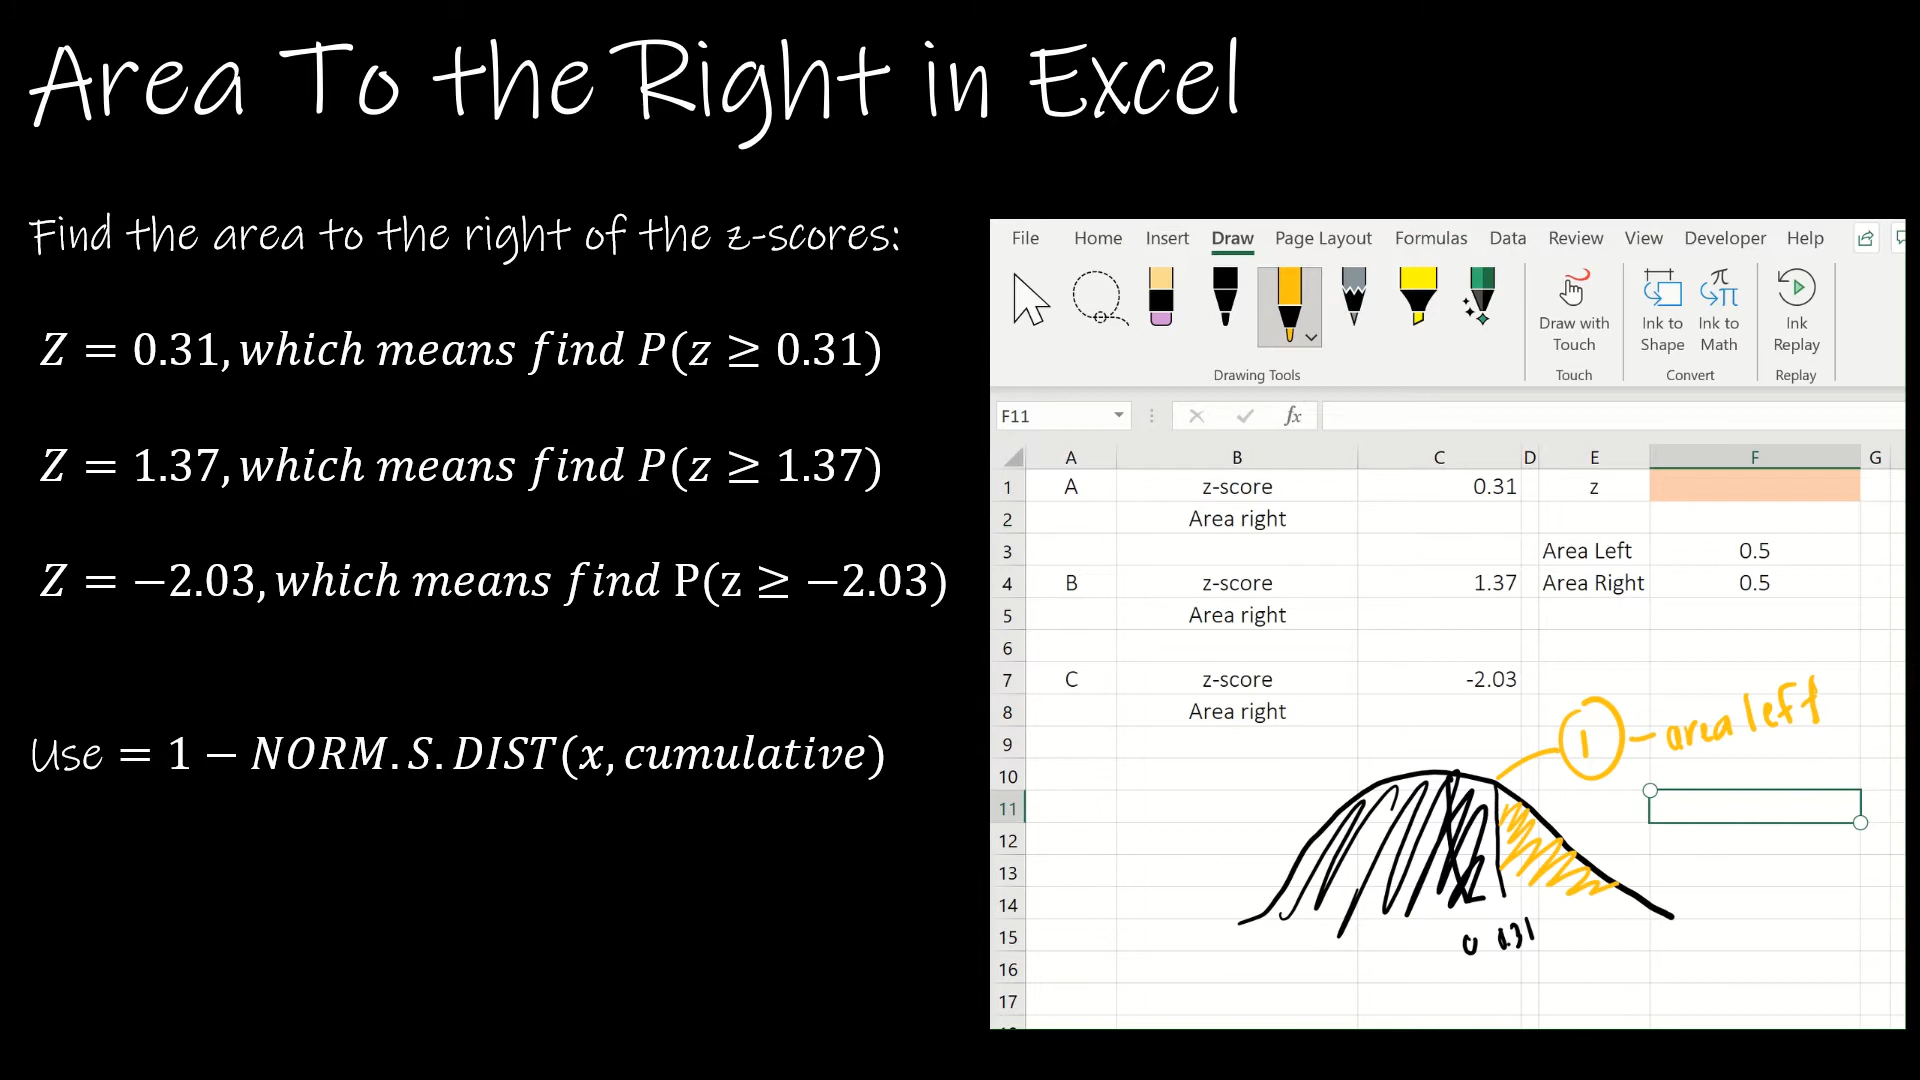 Area To the Right in Excel
Find the area to the right of the z-scores:
Z = 0.31, which means find P(z ≥ 0.31)
Z = 1.37, which means find P(z ≥ 1.37)
Z = −2.03, which means find P(z ≥ −2.03)
Use = 1 − NORM.S.DIST(x, cumulative)
File Home Insert Draw Page Layout Formulas Data Review View Developer Help
Draw with Touch
Ink to Shape
Ink to Math
Ink Replay
Drawing Tools Touch Convert Replay
F11 fx
A B C D E F G
1 A z-score 0.31 z
2 Area right
3 Area Left 0.5
4 B z-score 1.37 Area Right 0.5
5 Area right
6
7 C z-score -2.03
8 Area right
9
1 – area left
10
11
12
13
14
15
0 0.31
16
17